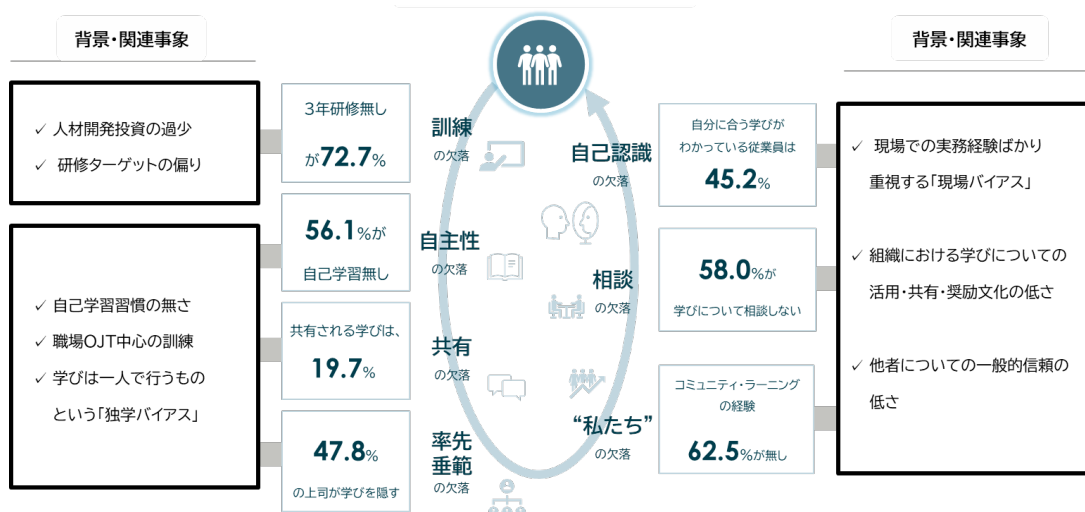 背景・関連事象
✓ 人材開発投資の過少
✓ 研修ターゲットの偏り
✓ 自己学習習慣の無さ
✓ 職場OJT中心の訓練
✓ 学びは一人で行うもの
という「独学バイアス」
3年研修無し
が72.7%
訓練
の欠落
56.1%が
自己学習無し
自主性
の欠落
共有される学びは、
19.7%
共有
の欠落
47.8%
の上司が学びを隠す
率先
垂範
の欠落
自己認識
の欠落
自分に合う学びが
わかっている従業員は
45.2%
相談
の欠落
58.0%が
学びについて相談しない
“私たち”
の欠落
コミュニティ・ラーニング
の経験
62.5%が無し
背景・関連事象
✓ 現場での実務経験ばかり
重視する「現場バイアス」
✓ 組織における学びについての
活用・共有・奨励文化の低さ
✓ 他者についての一般的信頼の
低さ